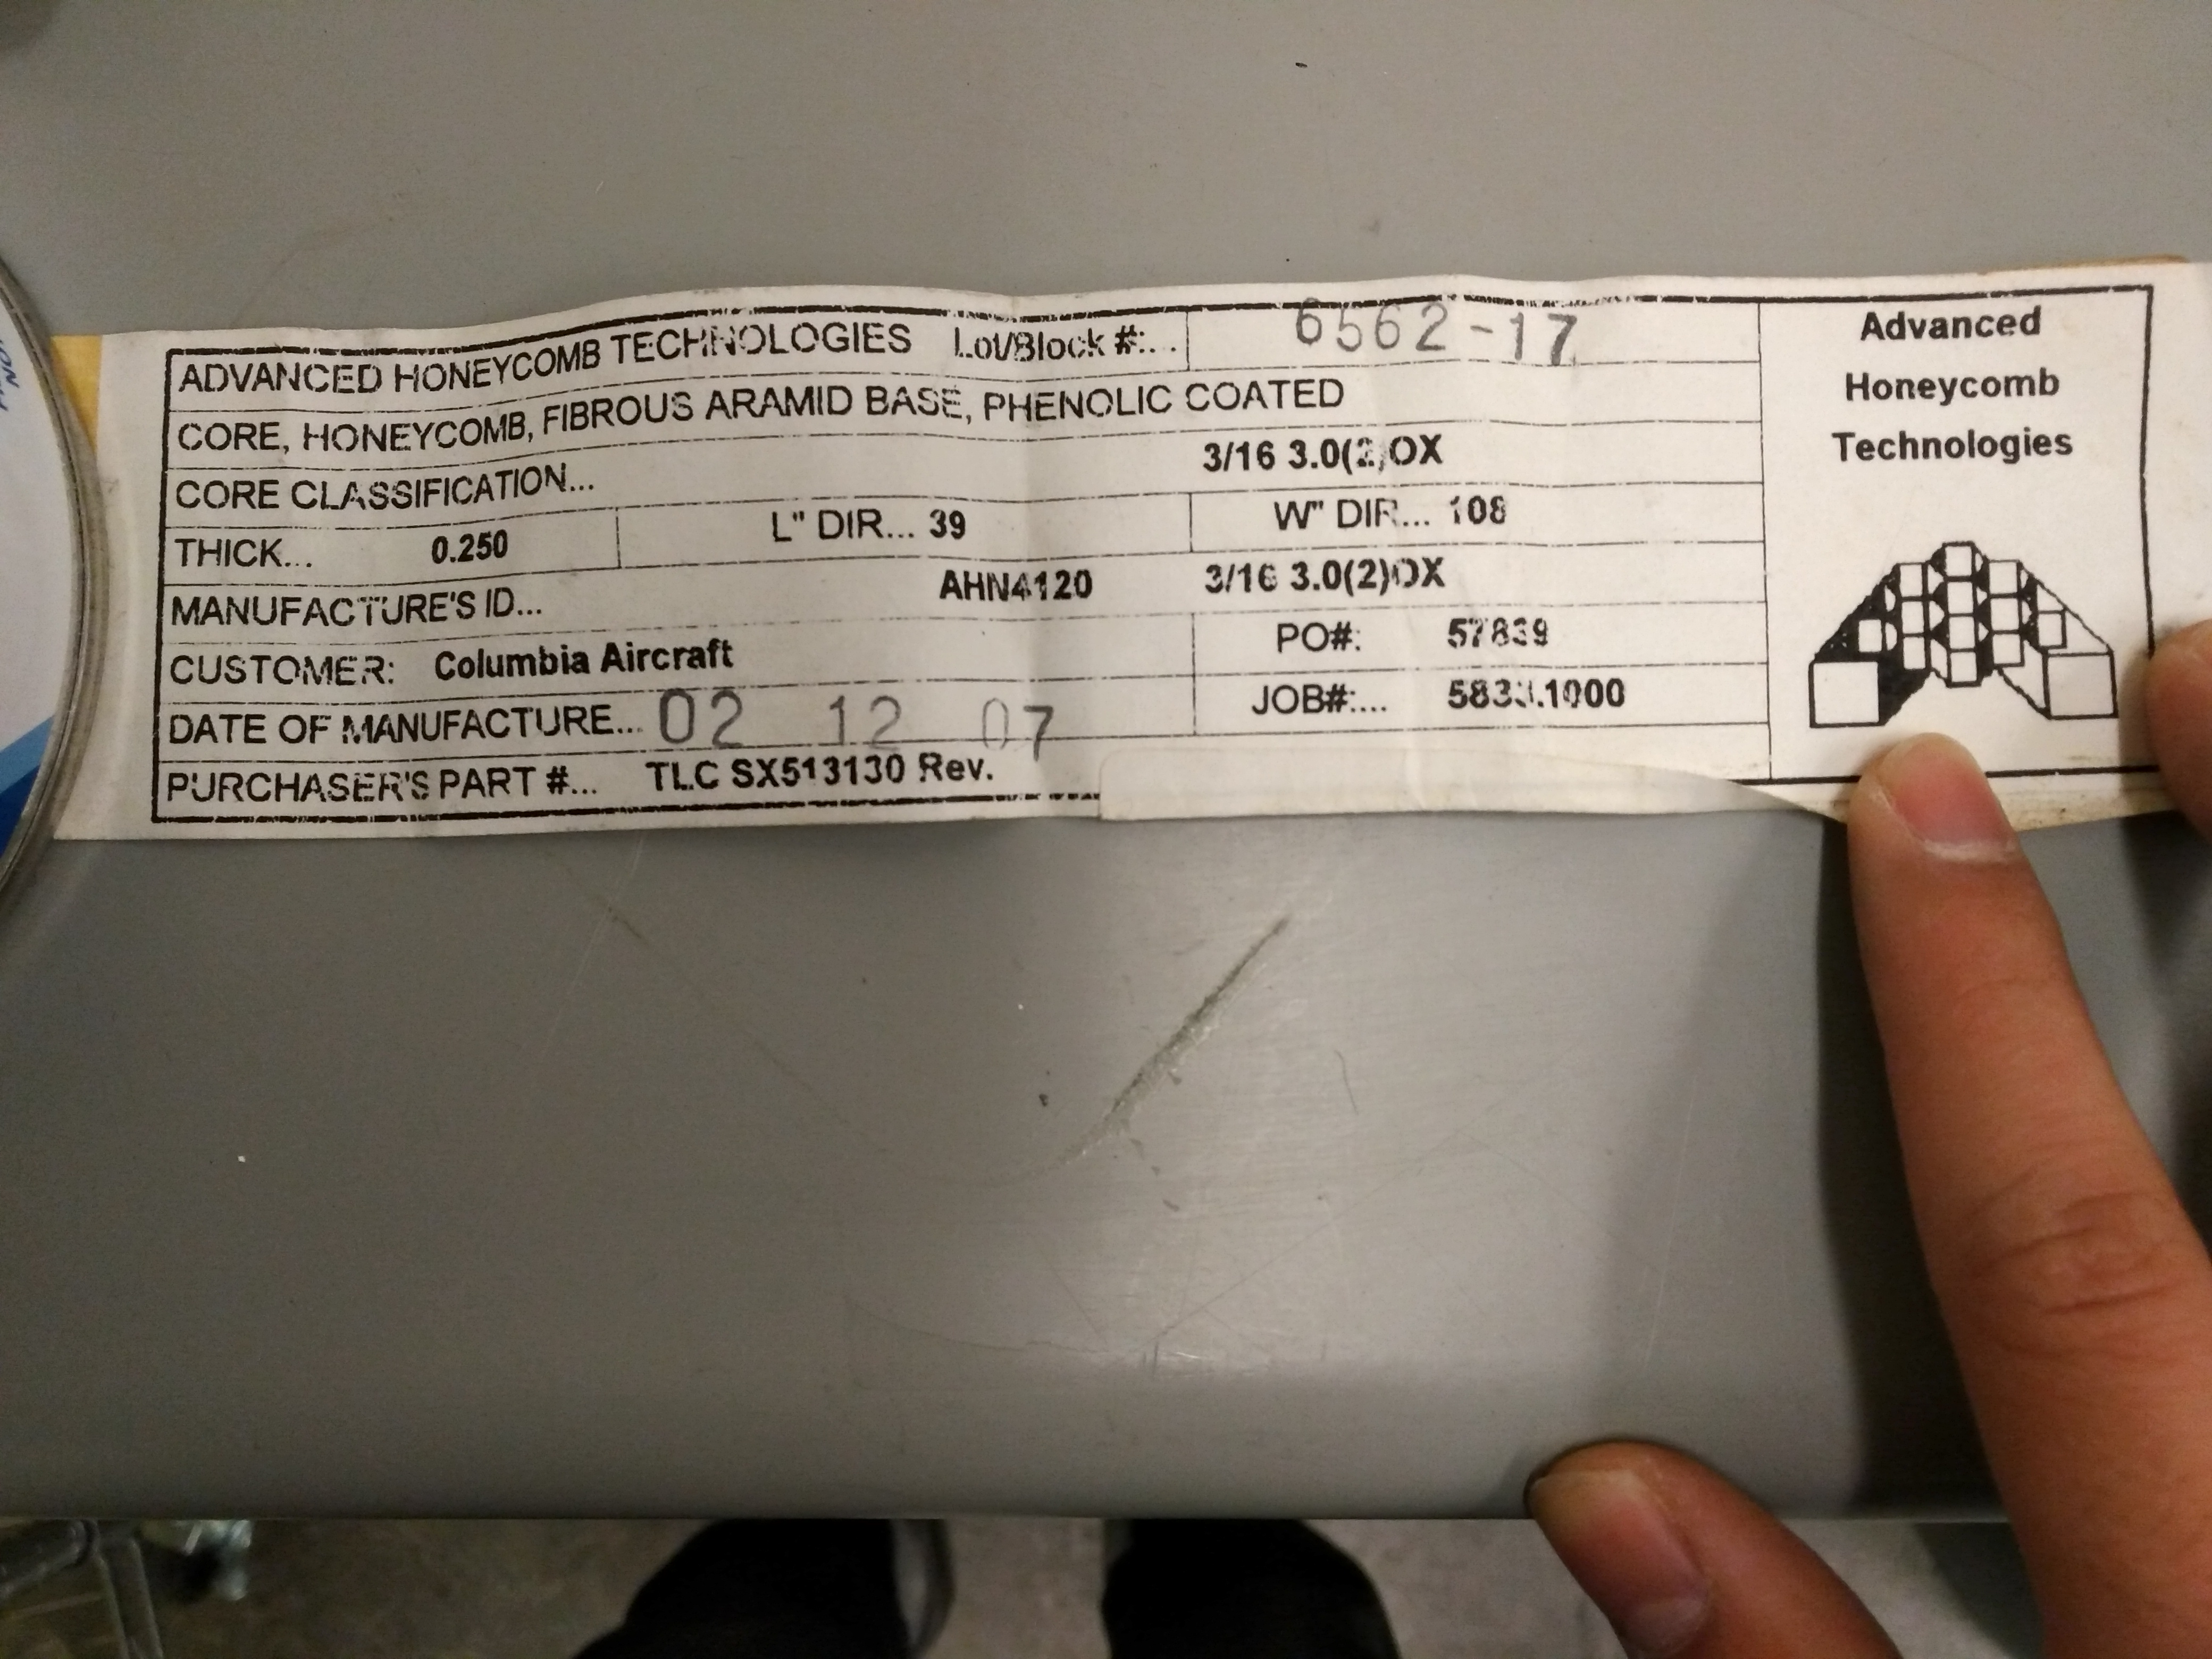 ADVANCED HONEYCOMB TECHNOLOGIES Lot/Block #:... 6562-17
CORE, HONEYCOMB, FIBROUS ARAMID BASE, PHENOLIC COATED
CORE CLASSIFICATION... 3/16 3.0(2)OX
THICK... 0.250 L" DIR... 39 W" DIR... 108
MANUFACTURE'S ID... AHN4120 3/16 3.0(2)OX
CUSTOMER: Columbia Aircraft PO#: 57839
DATE OF MANUFACTURE... 02 12 07 JOB#:....
PURCHASER'S PART #... TLC SX513130 Rev.
Advanced
Honeycomb
Technologies